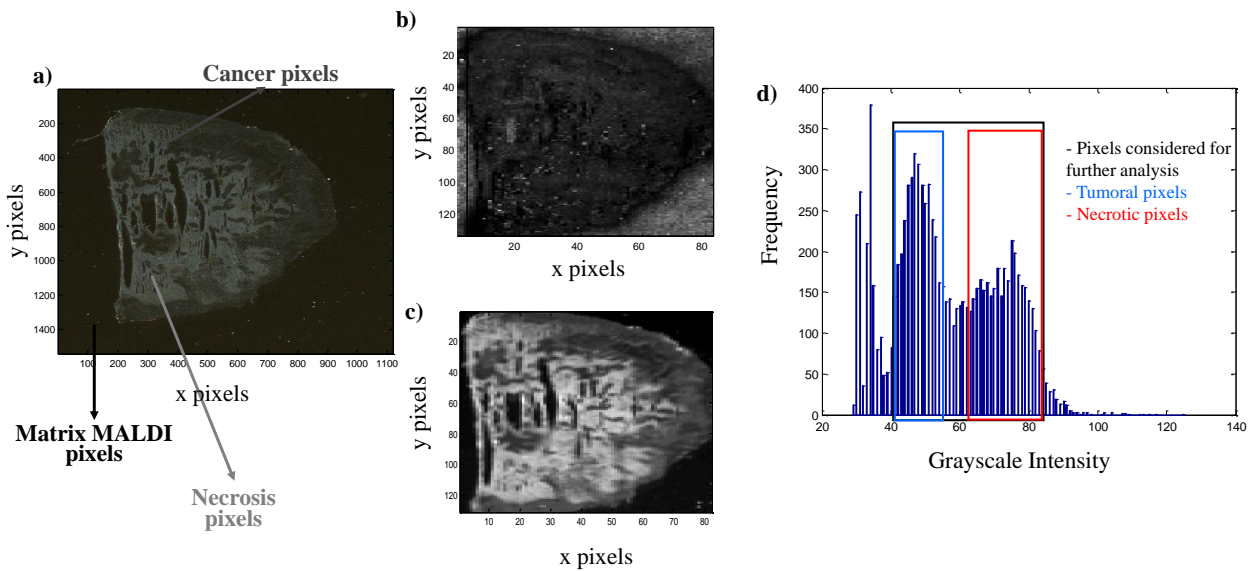 a)
Cancer pixels
200
400
600
800
1000
1200
1400
y pixels
100 200 300 400 500 600 700 800 900 1000 1100
x pixels
Matrix MALDI
pixels
Necrosis
pixels
b)
20
40
60
80
100
120
y pixels
20 40 60 80
x pixels
c)
20
40
60
80
100
120
y pixels
10 20 30 40 50 60 70 80
x pixels
d)
400
350
300
250
200
150
100
50
0
Frequency
20 40 60 80 100 120 140
Grayscale Intensity
- Pixels considered for
further analysis
- Tumoral pixels
- Necrotic pixels